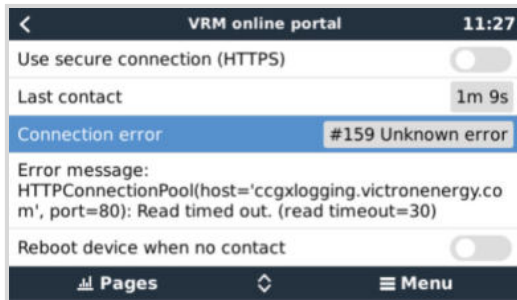 VRM online portal 11:27
Use secure connection (HTTPS)
Last contact 1m 9s
Connection error #159 Unknown error
Error message:
HTTPConnectionPool(host='ccgxlogging.victronenergy.co
m', port=80): Read timed out. (read timeout=30)
Reboot device when no contact
Pages Menu